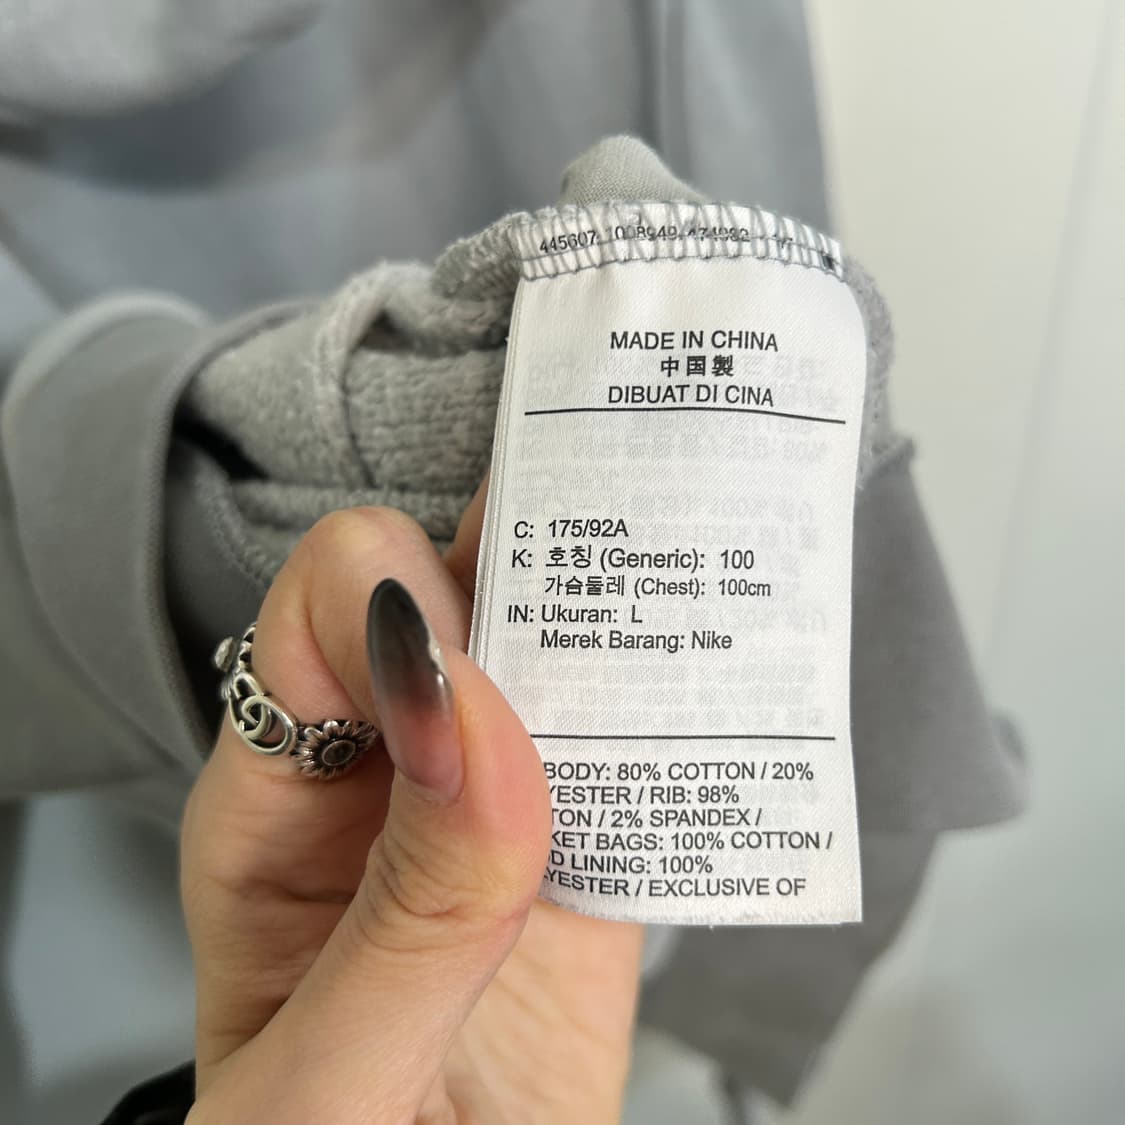 445607
MADE IN CHINA
中国製
DIBUAT DI CINA
C: 175/92A
K: 호칭 (Generic): 100
가슴둘레 (Chest): 100cm
IN: Ukuran: L
Merek Barang: Nike
BODY: 80% COTTON / 20%
YESTER / RIB: 98%
TON / 2% SPANDEX /
KET BAGS: 100% COTTON /
D LINING: 100%
YESTER / EXCLUSIVE OF